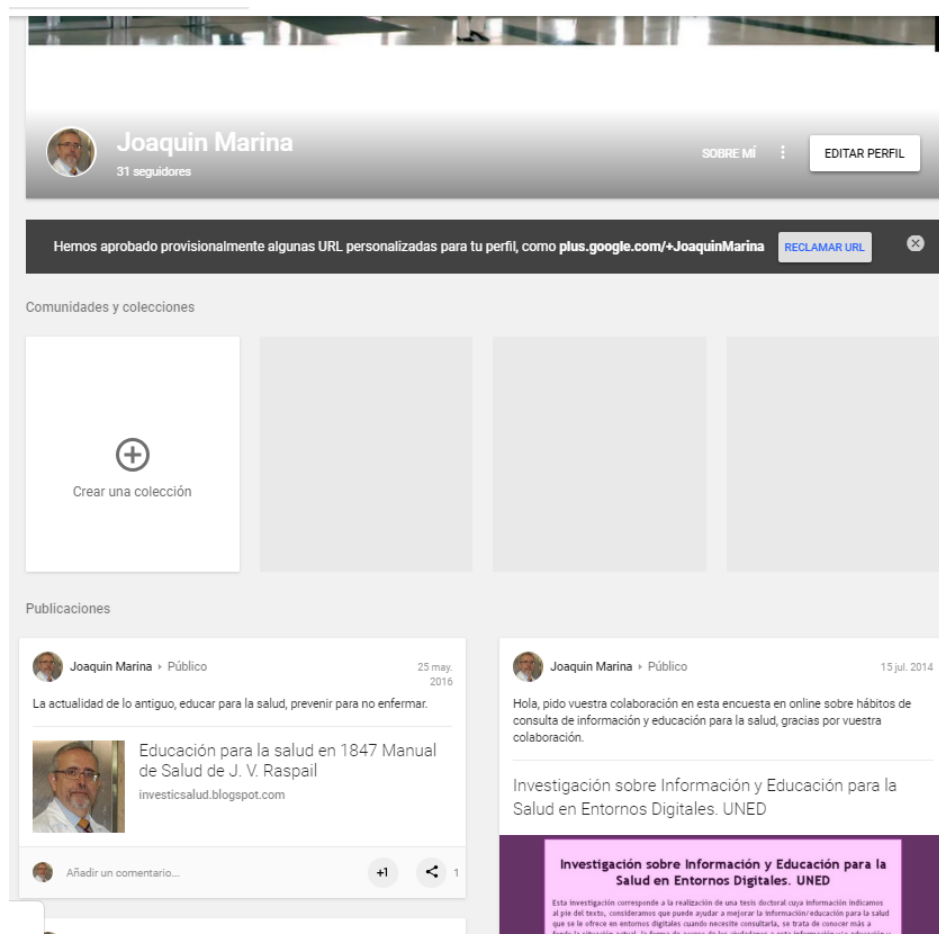 Joaquin Marina
31 seguidores
SOBRE MÍ
EDITAR PERFIL
Hemos aprobado provisionalmente algunas URL personalizadas para tu perfil, como plus.google.com/+JoaquinMarina
RECLAMAR URL
Comunidades y colecciones
Crear una colección
Publicaciones
Joaquin Marina
Público
25 may.
2016
La actualidad de lo antiguo, educar para la salud, prevenir para no enfermar.
Educación para la salud en 1847 Manual
de Salud de J. V. Raspail
investicsalud.blogspot.com
Añadir un comentario...
+1
1
Joaquin Marina
Público
15 jul. 2014
Hola, pido vuestra colaboración en esta encuesta en online sobre hábitos de
consulta de información y educación para la salud, gracias por vuestra
colaboración.
Investigación sobre Información y Educación para la
Salud en Entornos Digitales. UNED
Investigación sobre Información y Educación para la
Salud en Entornos Digitales. UNED
Esta investigación corresponde a la realización de una tesis doctoral cuya información indicamos
al pie del texto, consideramos que puede ayudar a mejorar la información/educación para la salud
que se le ofrece en entornos digitales cuando necesite consultarla, se trata de conocer más a